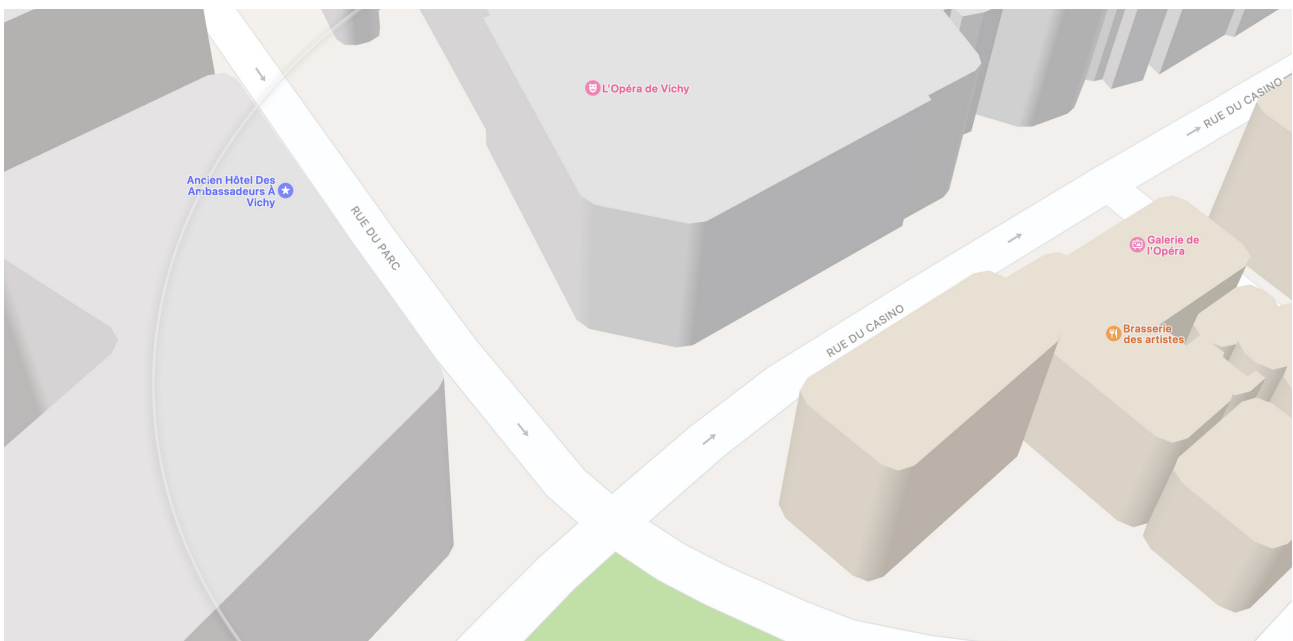 L'Opéra de Vichy
RUE DU CASINO
Ancien Hôtel Des
Ambassadeurs À
Vichy
RUE DU PARC
Galerie de
l'Opéra
RUE DU CASINO
Brasserie
des artistes